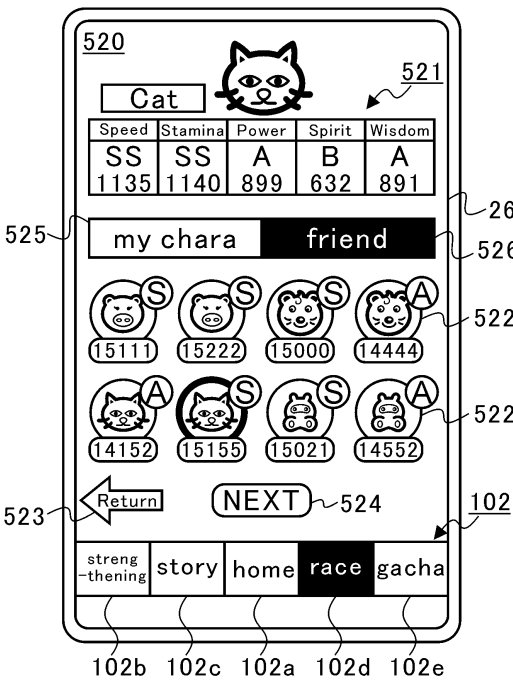 520
Cat
521
Speed Stamina Power Spirit Wisdom
SS SS A B A
1135 1140 899 632 891
26
525 my chara friend 526
S S S A
522
15111 15222 15000 14444
A S S A
522
14152 15155 15021 14552
Return NEXT 524
523
102
streng
-thening story home race gacha
102b 102c 102a 102d 102e